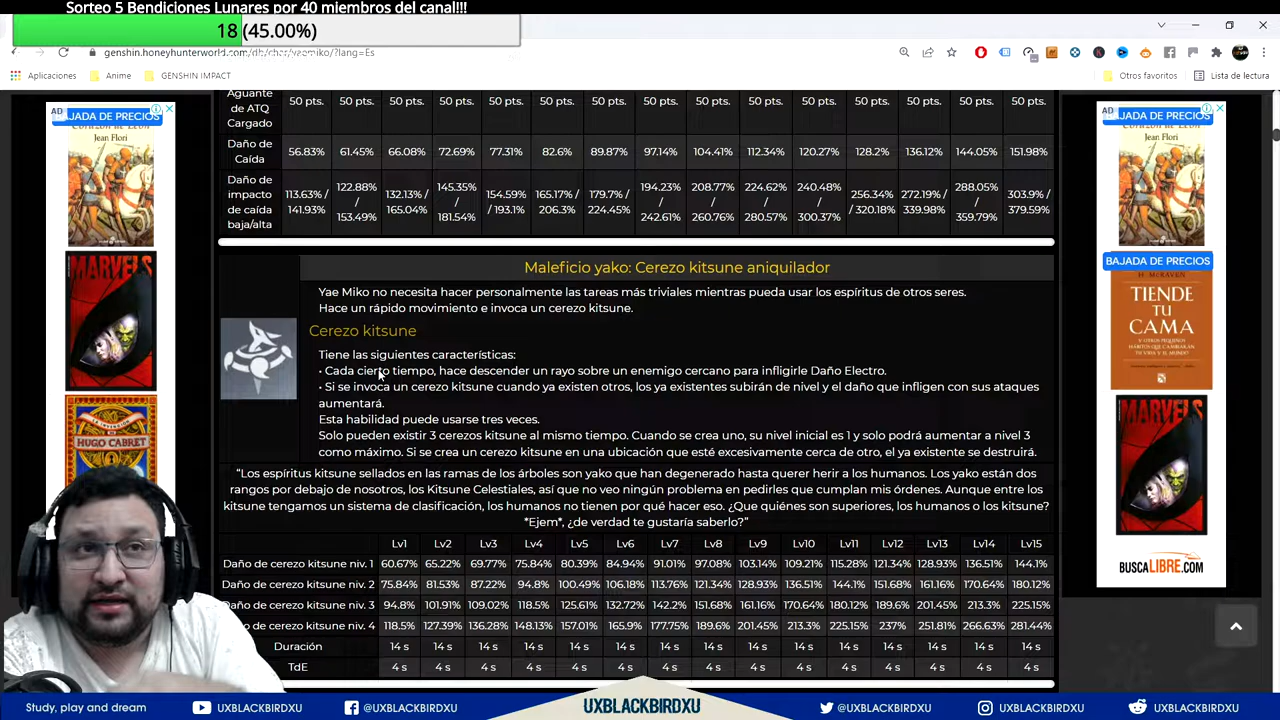 Sorteo 5 Bendiciones Lunares por 40 miembros del canal!!!
18 (45.00%)
genshin.honeyhunterworld.com/db/char/yaemiko/?lang=Es
Aplicaciones Anime GENSHIN IMPACT Otros favoritos Lista de lectura
AD
BAJADA DE PRECIOS
Jean Flori
MARVELS
HUGO CABRET
Aguante de ATQ Cargado 50 pts. 50 pts. 50 pts. 50 pts. 50 pts. 50 pts. 50 pts. 50 pts. 50 pts. 50 pts. 50 pts. 50 pts. 50 pts. 50 pts. 50 pts.
Daño de Caída 56.83% 61.45% 66.08% 72.69% 77.31% 82.6% 89.87% 97.14% 104.41% 112.34% 120.27% 128.2% 136.12% 144.05% 151.98%
Daño de impacto de caída baja/alta 113.63% / 141.93% 122.88% / 153.49% 132.13% / 165.04% 145.35% / 181.54% 154.59% / 193.1% 165.17% / 206.3% 179.7% / 224.45% 194.23% / 242.61% 208.77% / 260.76% 224.62% / 280.57% 240.48% / 300.37% 256.34% / 320.18% 272.19% / 339.98% 288.05% / 359.79% 303.9% / 379.59%
Maleficio yako: Cerezo kitsune aniquilador
Yae Miko no necesita hacer personalmente las tareas más triviales mientras pueda usar los espíritus de otros seres.
Hace un rápido movimiento e invoca un cerezo kitsune.
Cerezo kitsune
Tiene las siguientes características:
• Cada cierto tiempo, hace descender un rayo sobre un enemigo cercano para infligirle Daño Electro.
• Si se invoca un cerezo kitsune cuando ya existen otros, los ya existentes subirán de nivel y el daño que infligen con sus ataques
aumentará.
Esta habilidad puede usarse tres veces.
Solo pueden existir 3 cerezos kitsune al mismo tiempo. Cuando se crea uno, su nivel inicial es 1 y solo podrá aumentar a nivel 3
como máximo. Si se crea un cerezo kitsune en una ubicación que esté excesivamente cerca de otro, el ya existente se destruirá.
“Los espíritus kitsune sellados en las ramas de los árboles son yako que han degenerado hasta querer herir a los humanos. Los yako están dos
rangos por debajo de nosotros, los Kitsune Celestiales, así que no veo ningún problema en pedirles que cumplan mis órdenes. Aunque entre los
kitsune tengamos un sistema de clasificación, los humanos no tienen por qué hacer eso. ¿Que quiénes son superiores, los humanos o los kitsune?
*Ejem*, ¿de verdad te gustaría saberlo?”
Lv1 Lv2 Lv3 Lv4 Lv5 Lv6 Lv7 Lv8 Lv9 Lv10 Lv11 Lv12 Lv13 Lv14 Lv15
Daño de cerezo kitsune niv. 1 60.67% 65.22% 69.77% 75.84% 80.39% 84.94% 91.01% 97.08% 103.14% 109.21% 115.28% 121.34% 128.93% 136.51% 144.1%
Daño de cerezo kitsune niv. 2 75.84% 81.53% 87.22% 94.8% 100.49% 106.18% 113.76% 121.34% 128.93% 136.51% 144.1% 151.68% 161.16% 170.64% 180.12%
Daño de cerezo kitsune niv. 3 94.8% 101.91% 109.02% 118.5% 125.61% 132.72% 142.2% 151.68% 161.16% 170.64% 180.12% 189.6% 201.45% 213.3% 225.15%
o de cerezo kitsune niv. 4 118.5% 127.39% 136.28% 148.13% 157.01% 165.9% 177.75% 189.6% 201.45% 213.3% 225.15% 237% 251.81% 266.63% 281.44%
Duración 14 s 14 s 14 s 14 s 14 s 14 s 14 s 14 s 14 s 14 s 14 s 14 s 14 s 14 s 14 s
TdE 4 s 4 s 4 s 4 s 4 s 4 s 4 s 4 s 4 s 4 s 4 s 4 s 4 s 4 s 4 s
AD
BAJADA DE PRECIOS
Jean Flori
BAJADA DE PRECIOS
TIENDE
TU
CAMA
MARVELS
BUSCALIBRE.COM
Study, play and dream UXBLACKBIRDXU @UXBLACKBIRDXU UXBLACKBIRDXU @UXBLACKBIRDXU UXBLACKBIRDXU UXBLACKBIRDXU